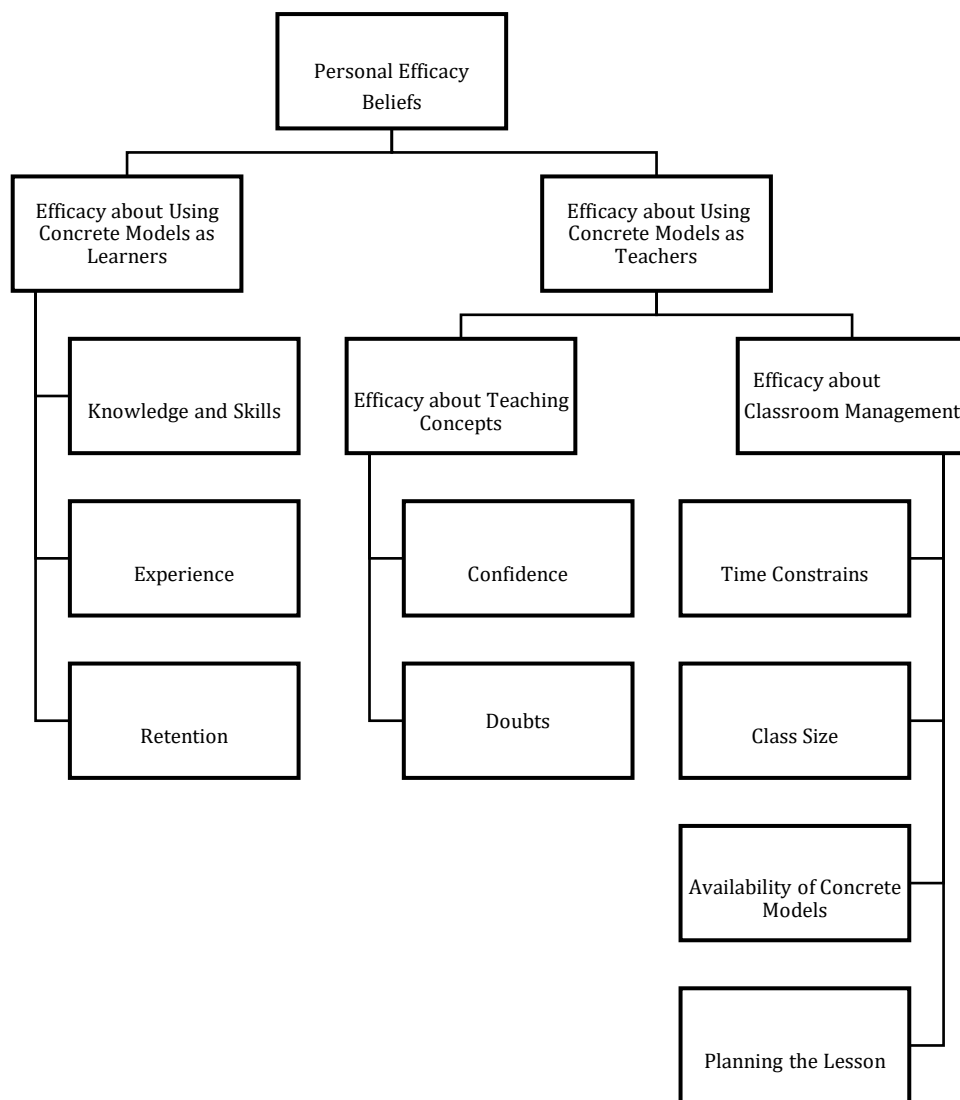 Personal Efficacy
Beliefs
Efficacy about Using
Concrete Models as
Learners
Efficacy about Using
Concrete Models as
Teachers
Knowledge and Skills
Efficacy about Teaching
Concepts
Efficacy about
Classroom Management
Experience
Confidence
Time Constrains
Retention
Doubts
Class Size
Availability of Concrete
Models
Planning the Lesson